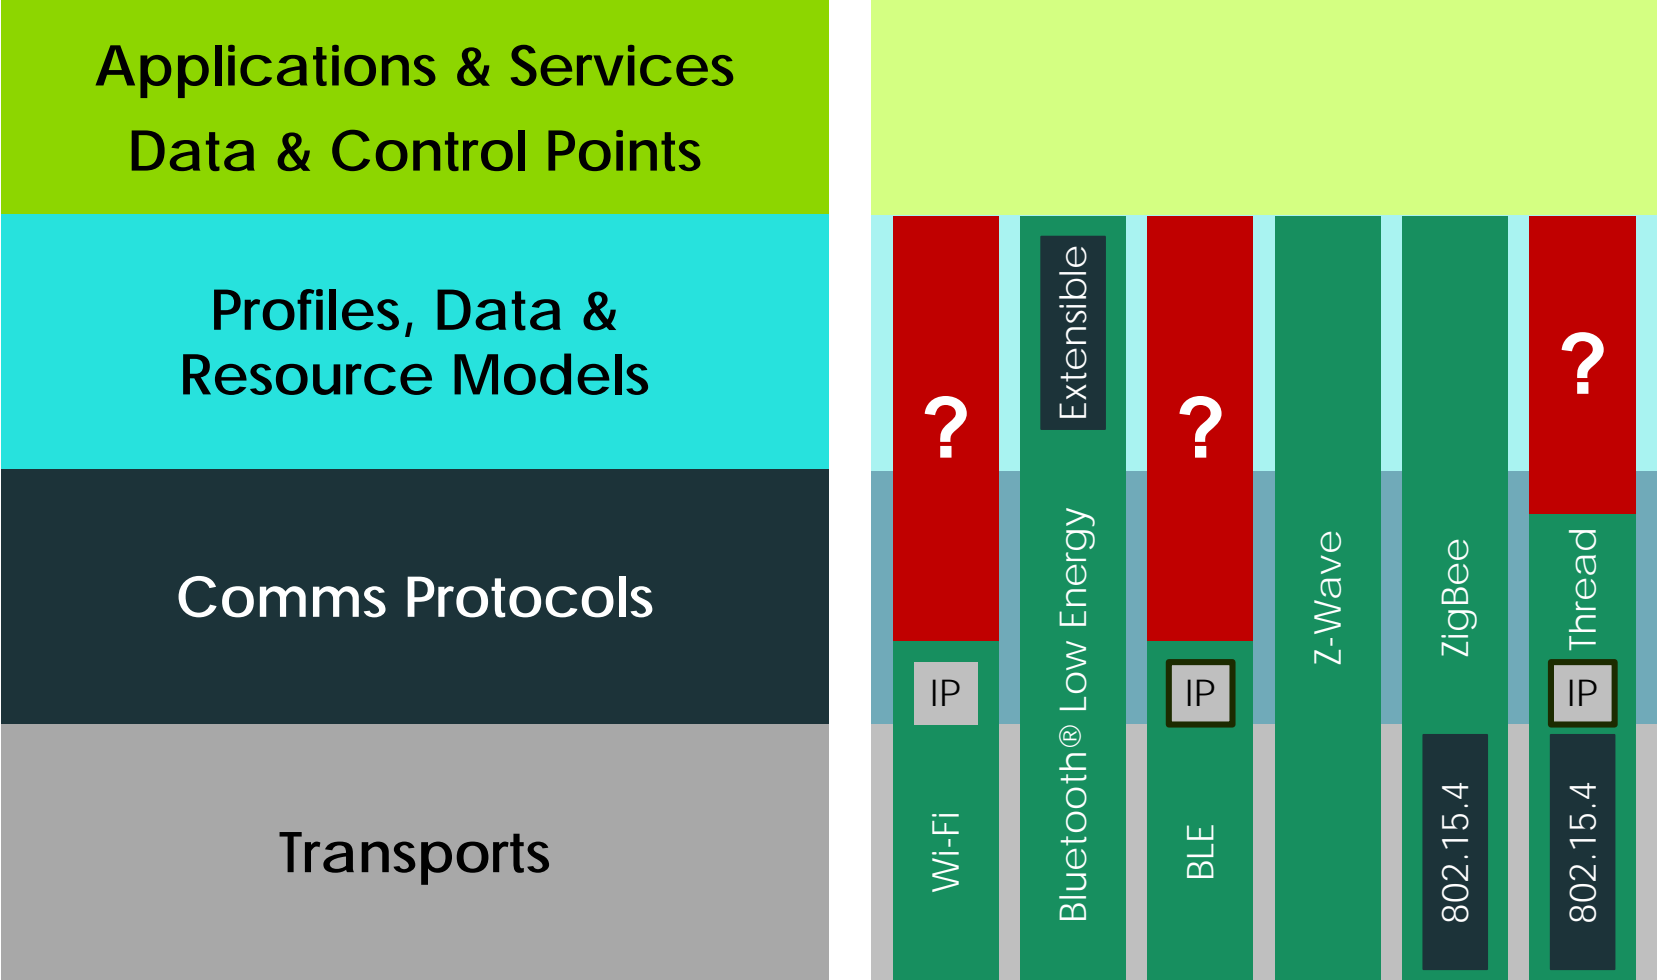 Applications & Services
Data & Control Points
Profiles, Data &
Resource Models
Comms Protocols
Transports
?
IP
Wi-Fi
Extensible
Bluetooth® Low Energy
?
IP
BLE
Z-Wave
ZigBee
802.15.4
?
Thread
IP
802.15.4